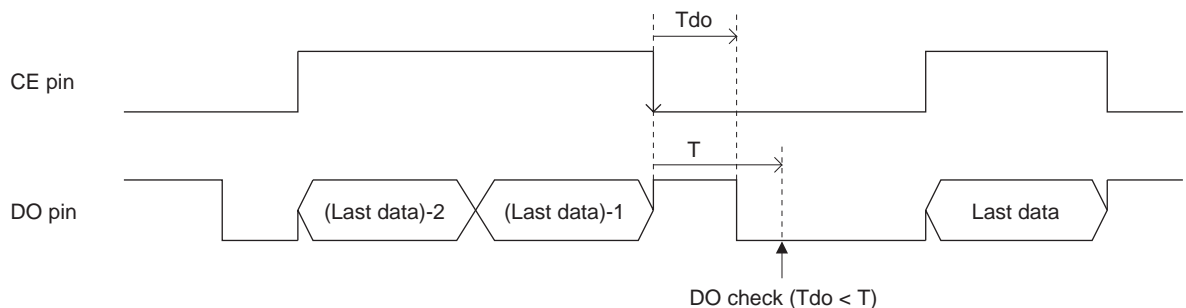 Tdo
CE pin
T
DO pin
(Last data)-2
(Last data)-1
Last data
DO check (Tdo < T)